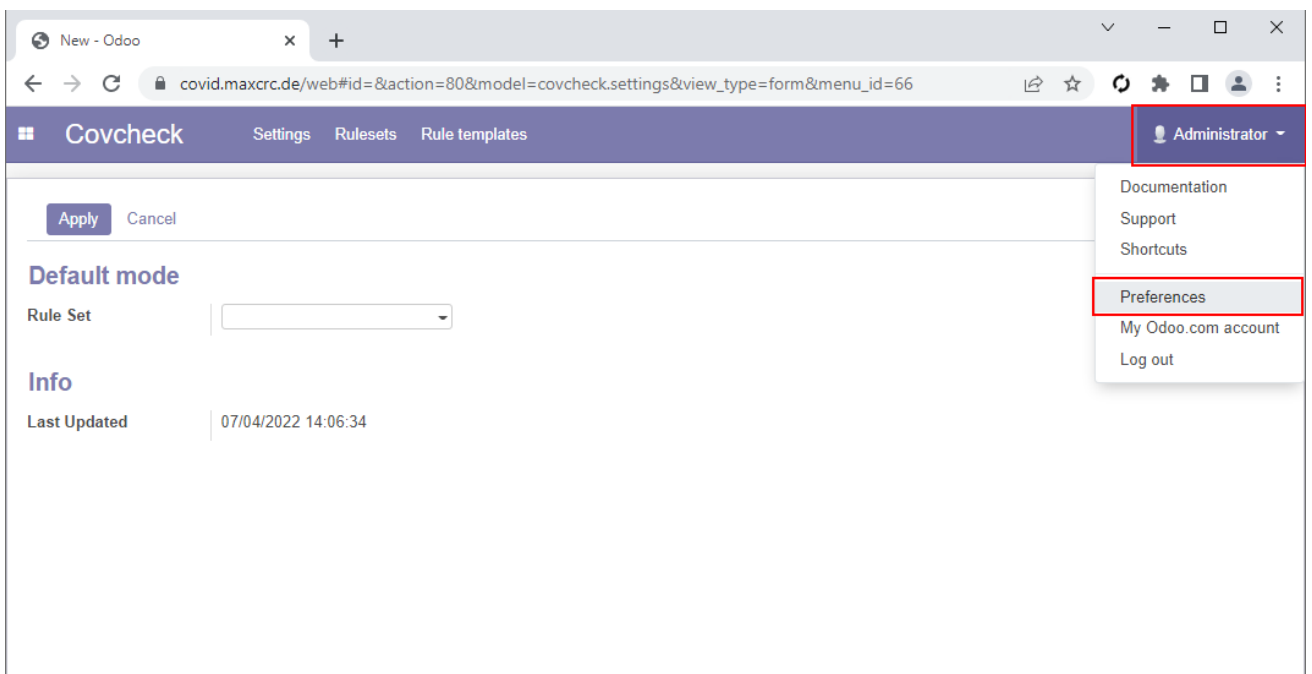 New - Odoo
covid.maxcrc.de/web#id=&action=80&model=covcheck.settings&view_type=form&menu_id=66
Covcheck Settings Rulesets Rule templates Administrator
Documentation
Support
Shortcuts
Preferences
My Odoo.com account
Log out
Apply Cancel
Default mode
Rule Set
Info
Last Updated 07/04/2022 14:06:34